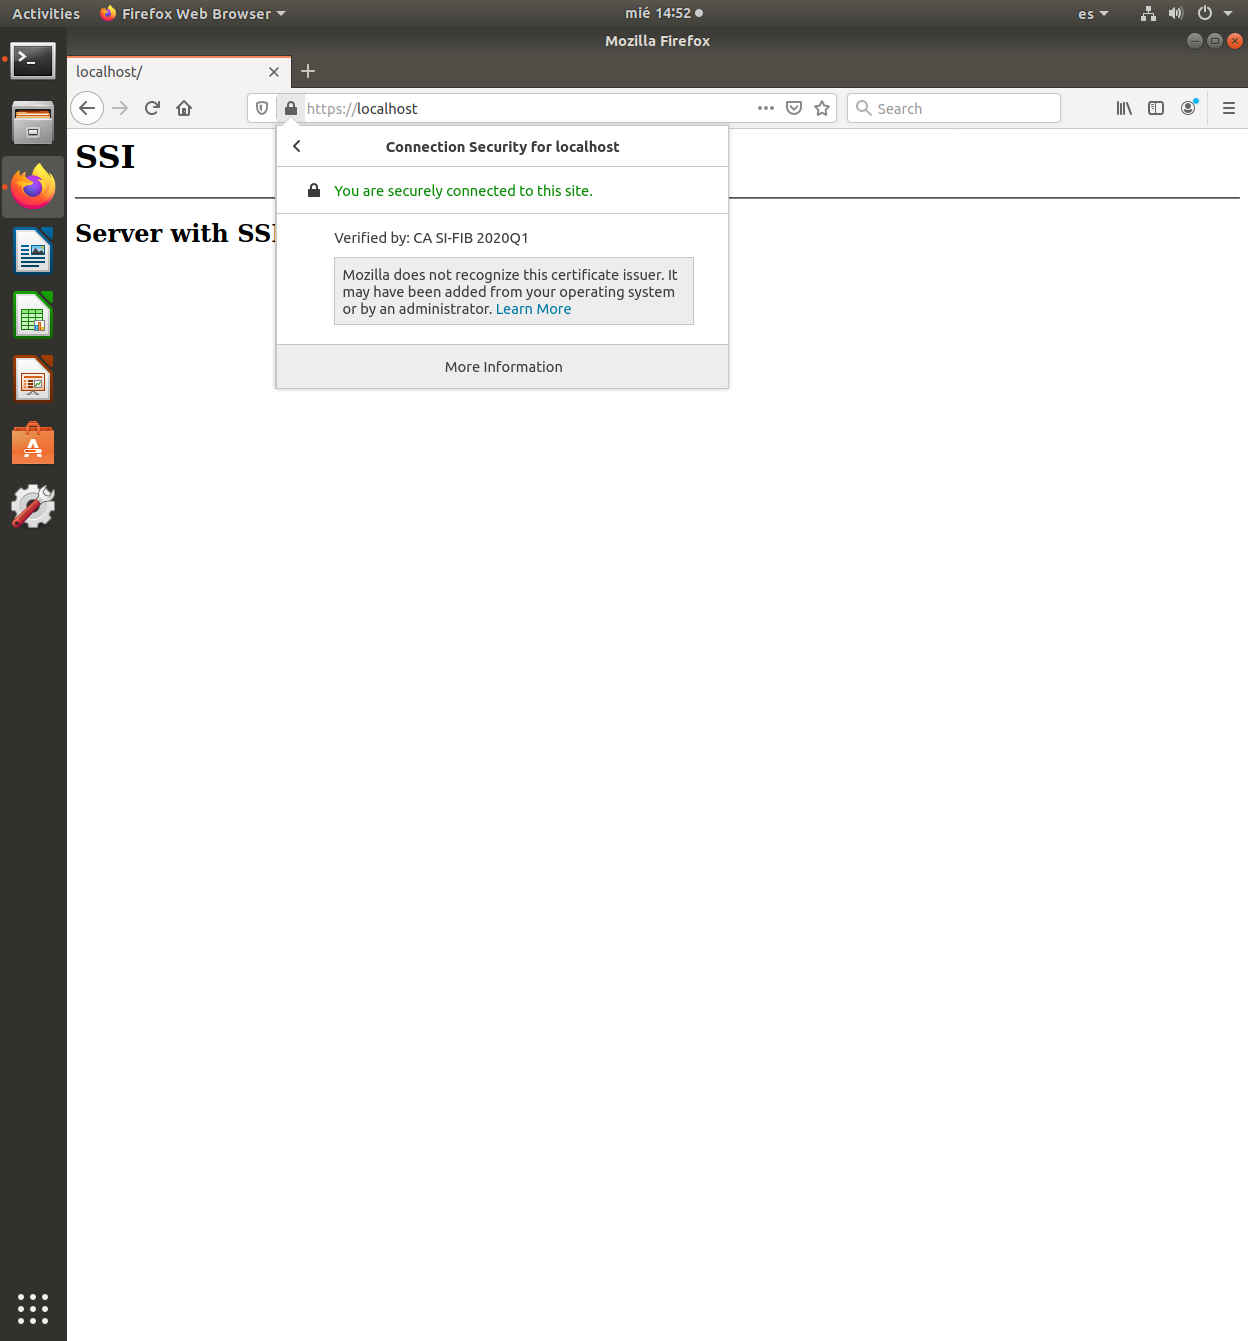 Activities
Firefox Web Browser
mié 14:52
es
Mozilla Firefox
localhost/
https://localhost
Search
SSI
Connection Security for localhost
You are securely connected to this site.
Server with SS
Verified by: CA SI-FIB 2020Q1
Mozilla does not recognize this certificate issuer. It
may have been added from your operating system
or by an administrator. Learn More
More Information